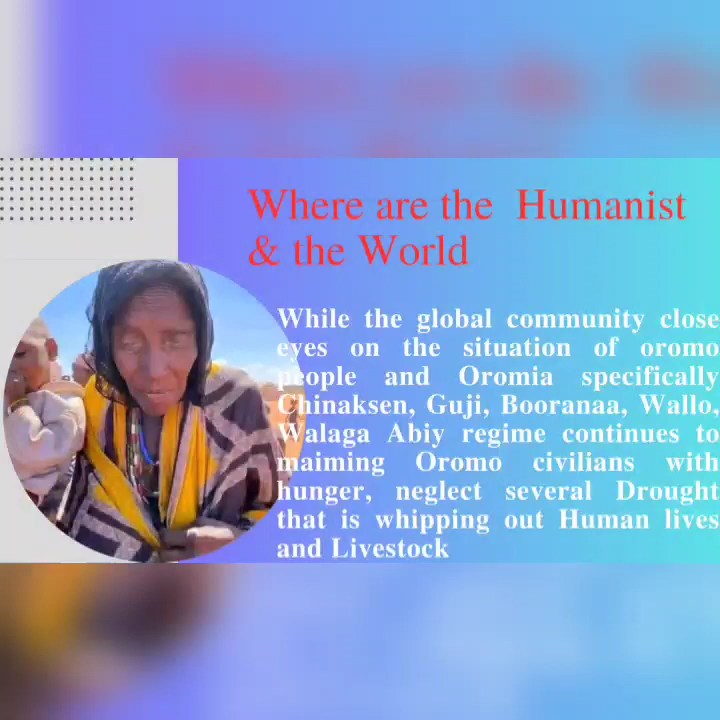 Where are the Humanist
& the World
While the global community close
eyes on the situation of oromo
people and Oromia specifically
Chinaksen, Guji, Booranaa, Wallo,
Walaga Abiy regime continues to
maiming Oromo civilians with
hunger, neglect several Drought
that is whipping out Human lives
and Livestock